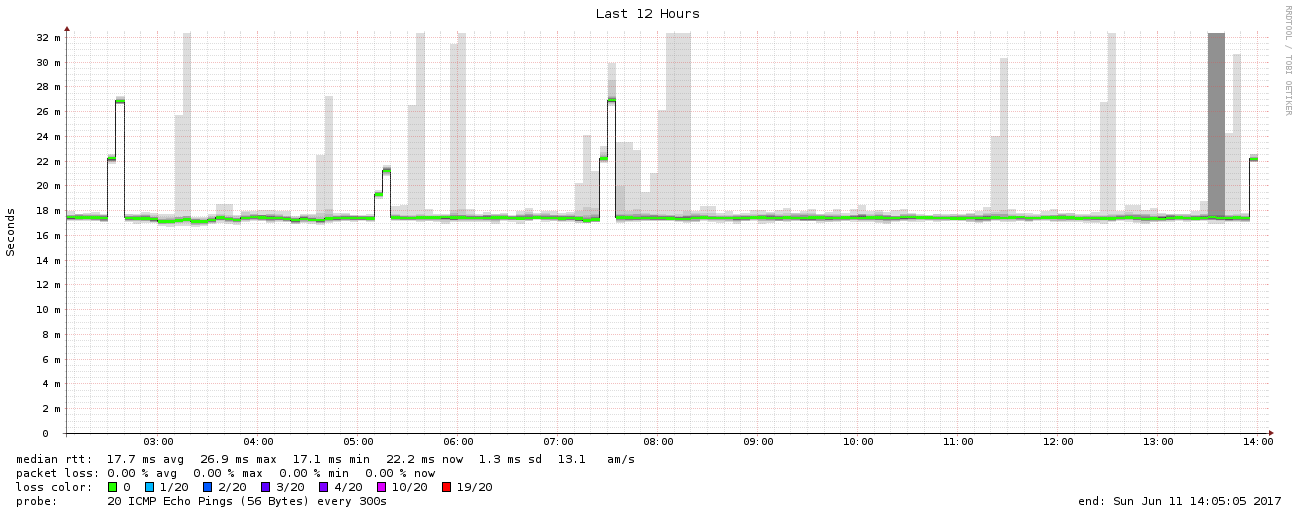 Last 12 Hours
RRDTOOL / TOBI OETIKER
Seconds
32 m
30 m
28 m
26 m
24 m
22 m
20 m
18 m
16 m
14 m
12 m
10 m
8 m
6 m
4 m
2 m
0
03:00 04:00 05:00 06:00 07:00 08:00 09:00 10:00 11:00 12:00 13:00 14:00
median rtt: 17.7 ms avg 26.9 ms max 17.1 ms min 22.2 ms now 1.3 ms sd 13.1 am/s
packet loss: 0.00 % avg 0.00 % max 0.00 % min 0.00 % now
loss color: 0 1/20 2/20 3/20 4/20 10/20 19/20
probe: 20 ICMP Echo Pings (56 Bytes) every 300s end: Sun Jun 11 14:05:05 2017